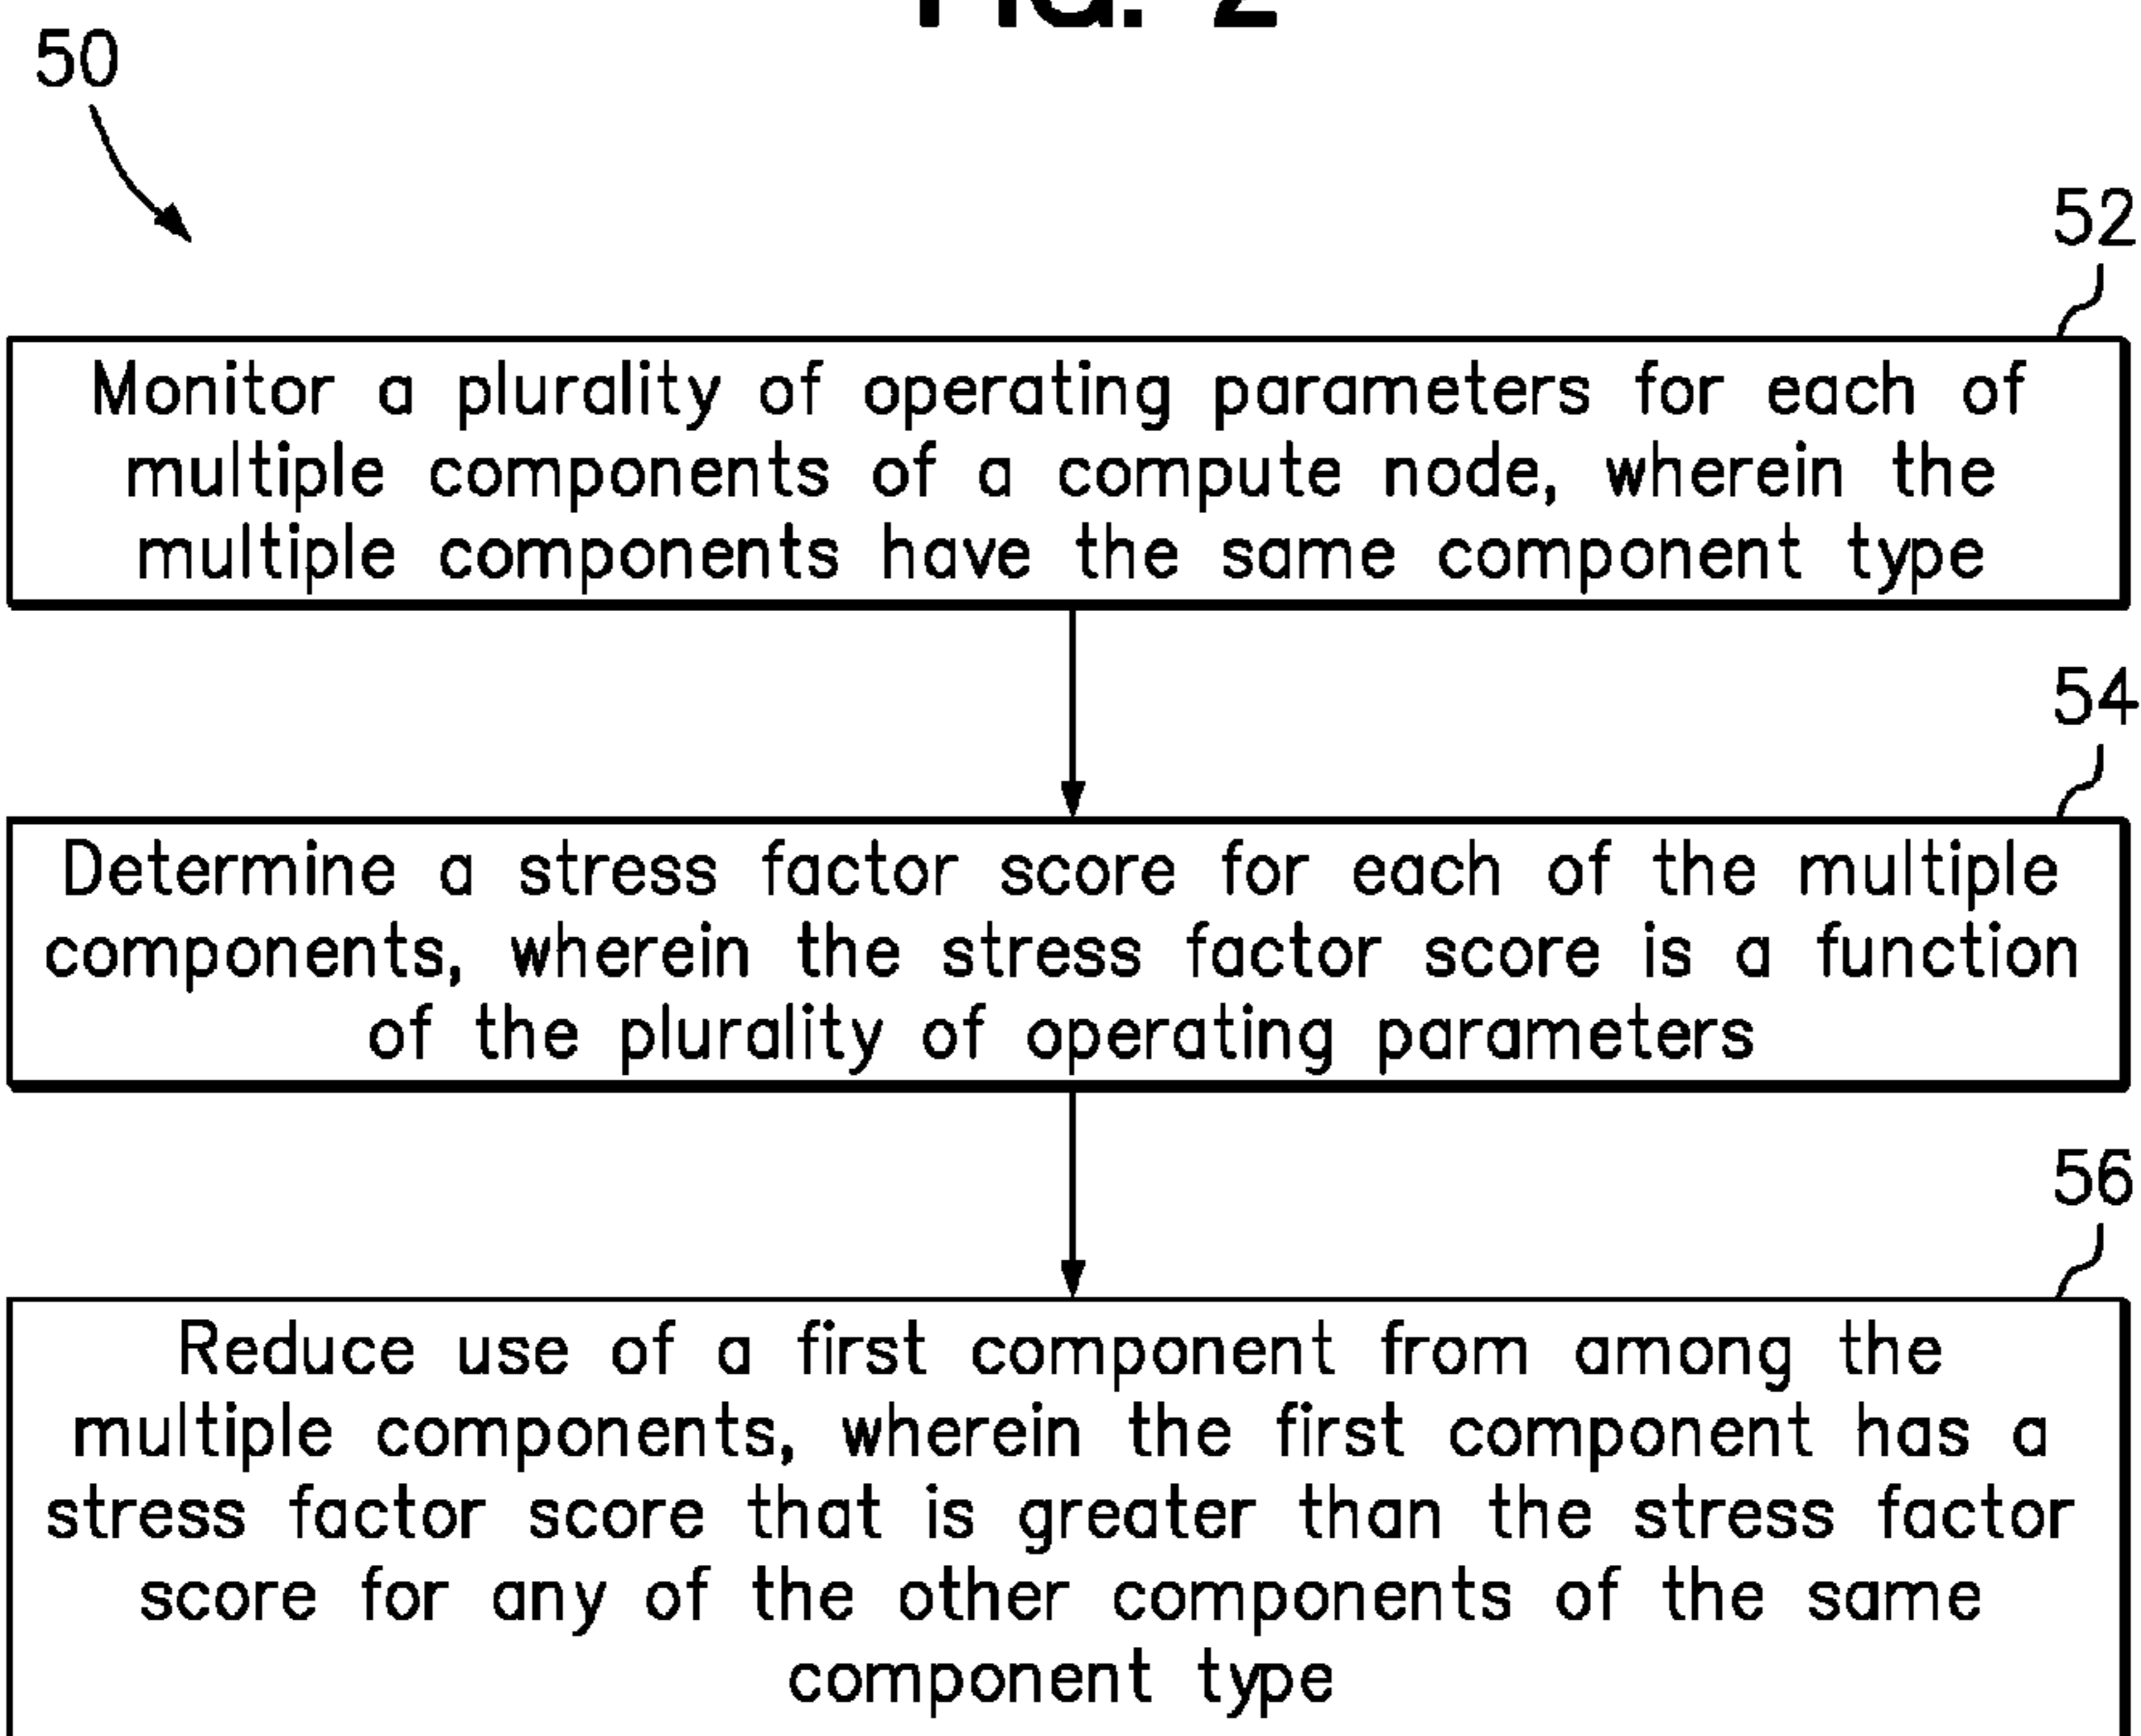 FIG. 2
50
52
Monitor a plurality of operating parameters for each of
multiple components of a compute node, wherein the
multiple components have the same component type
54
Determine a stress factor score for each of the multiple
components, wherein the stress factor score is a function
of the plurality of operating parameters
56
Reduce use of a first component from among the
multiple components, wherein the first component has a
stress factor score that is greater than the stress factor
score for any of the other components of the same
component type